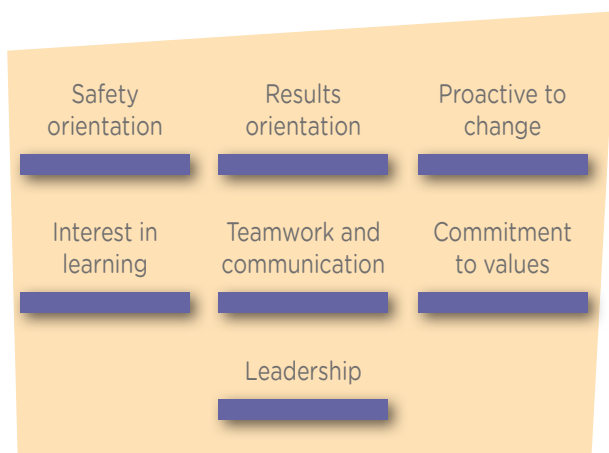 Safety
orientation
Results
orientation
Proactive to
change
Interest in
learning
Teamwork and
communication
Commitment
to values
Leadership